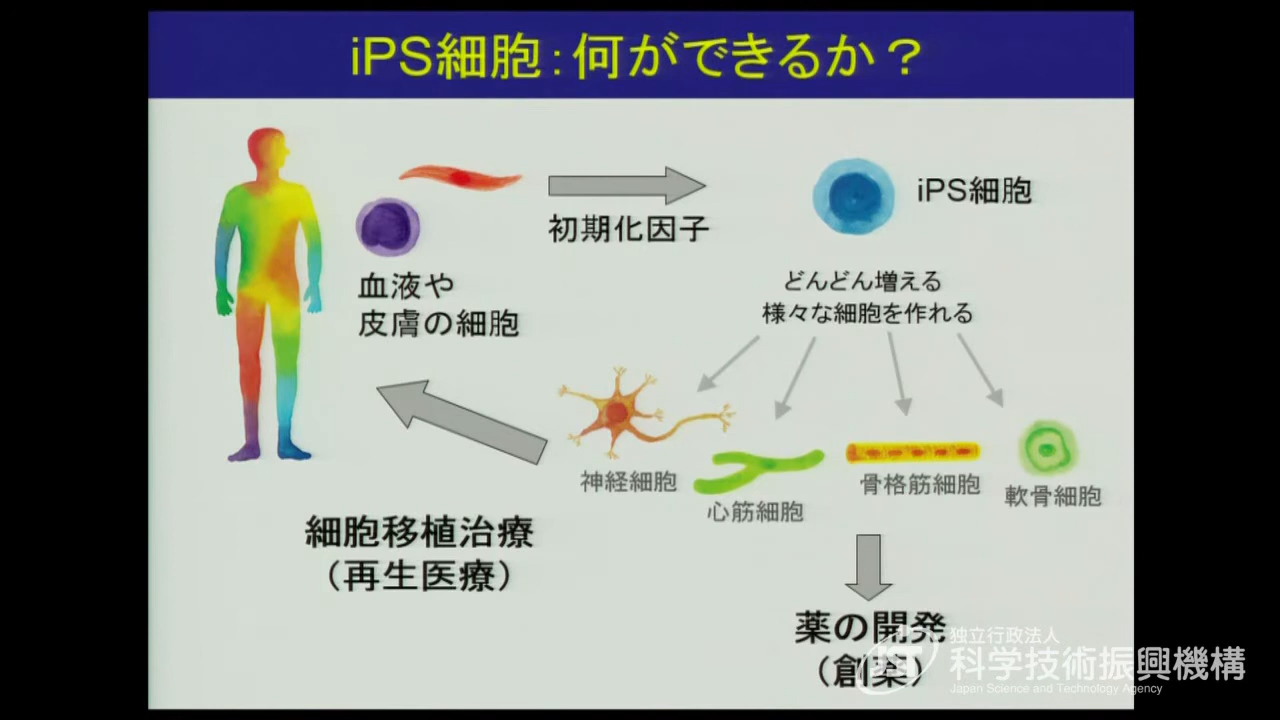 iPS細胞：何ができるか？
初期化因子
iPS細胞
血液や
皮膚の細胞
どんどん増える
様々な細胞を作れる
神経細胞
心筋細胞
骨格筋細胞
軟骨細胞
細胞移植治療
（再生医療）
薬の開発
（創薬）
JST
独立行政法人
科学技術振興機構
Japan Science and Technology Agency